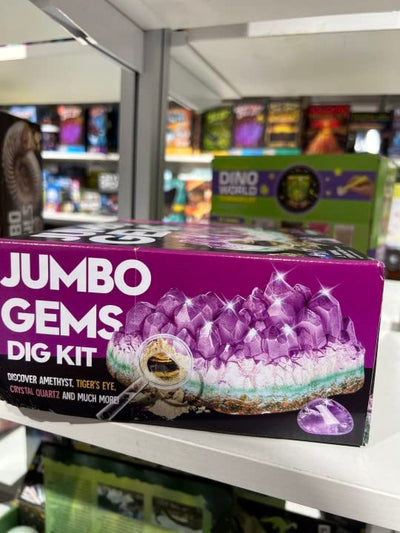 JUMBO
GEMS
DIG KIT
DISCOVER AMETHYST, TIGER'S EYE,
CRYSTAL QUARTZ AND MUCH MORE!
DINO
WORLD